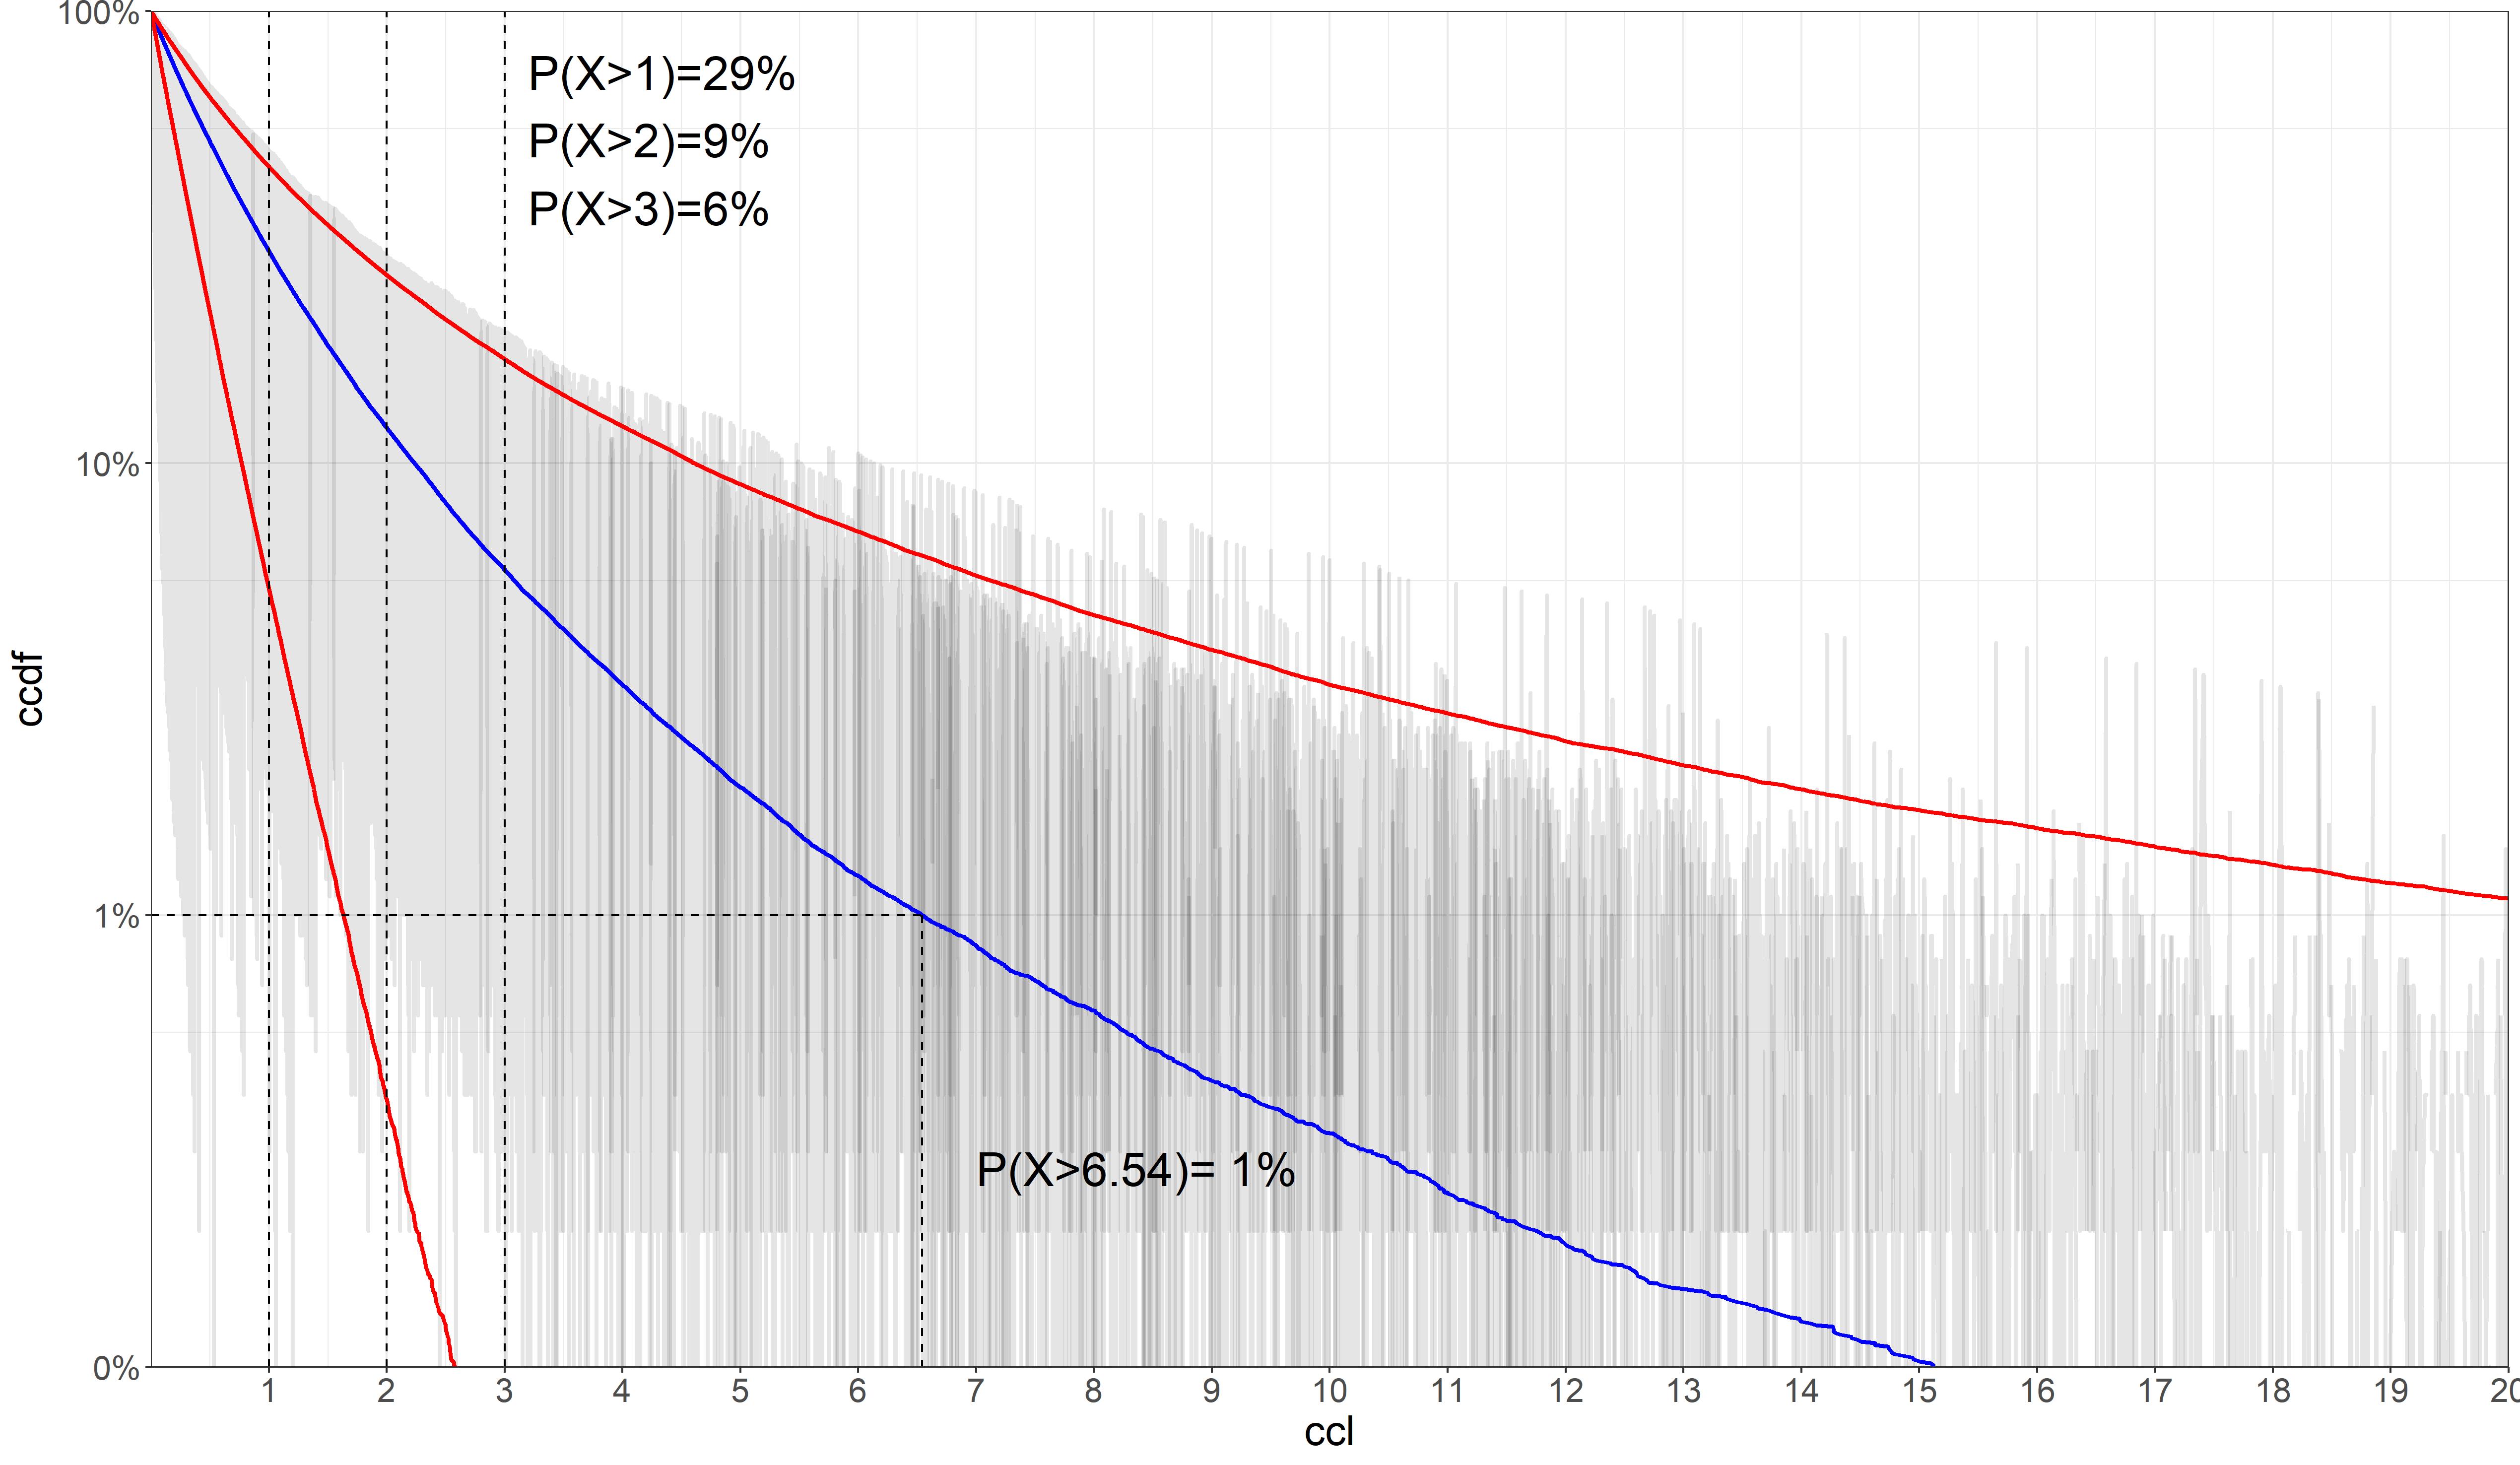 100%
P(X>1)=29%
P(X>2)=9%
P(X>3)=6%
10%
ccdf
1%
P(X>6.54)= 1%
0%
1 2 3 4 5 6 7 8 9 10 11 12 13 14 15 16 17 18 19 20
ccl